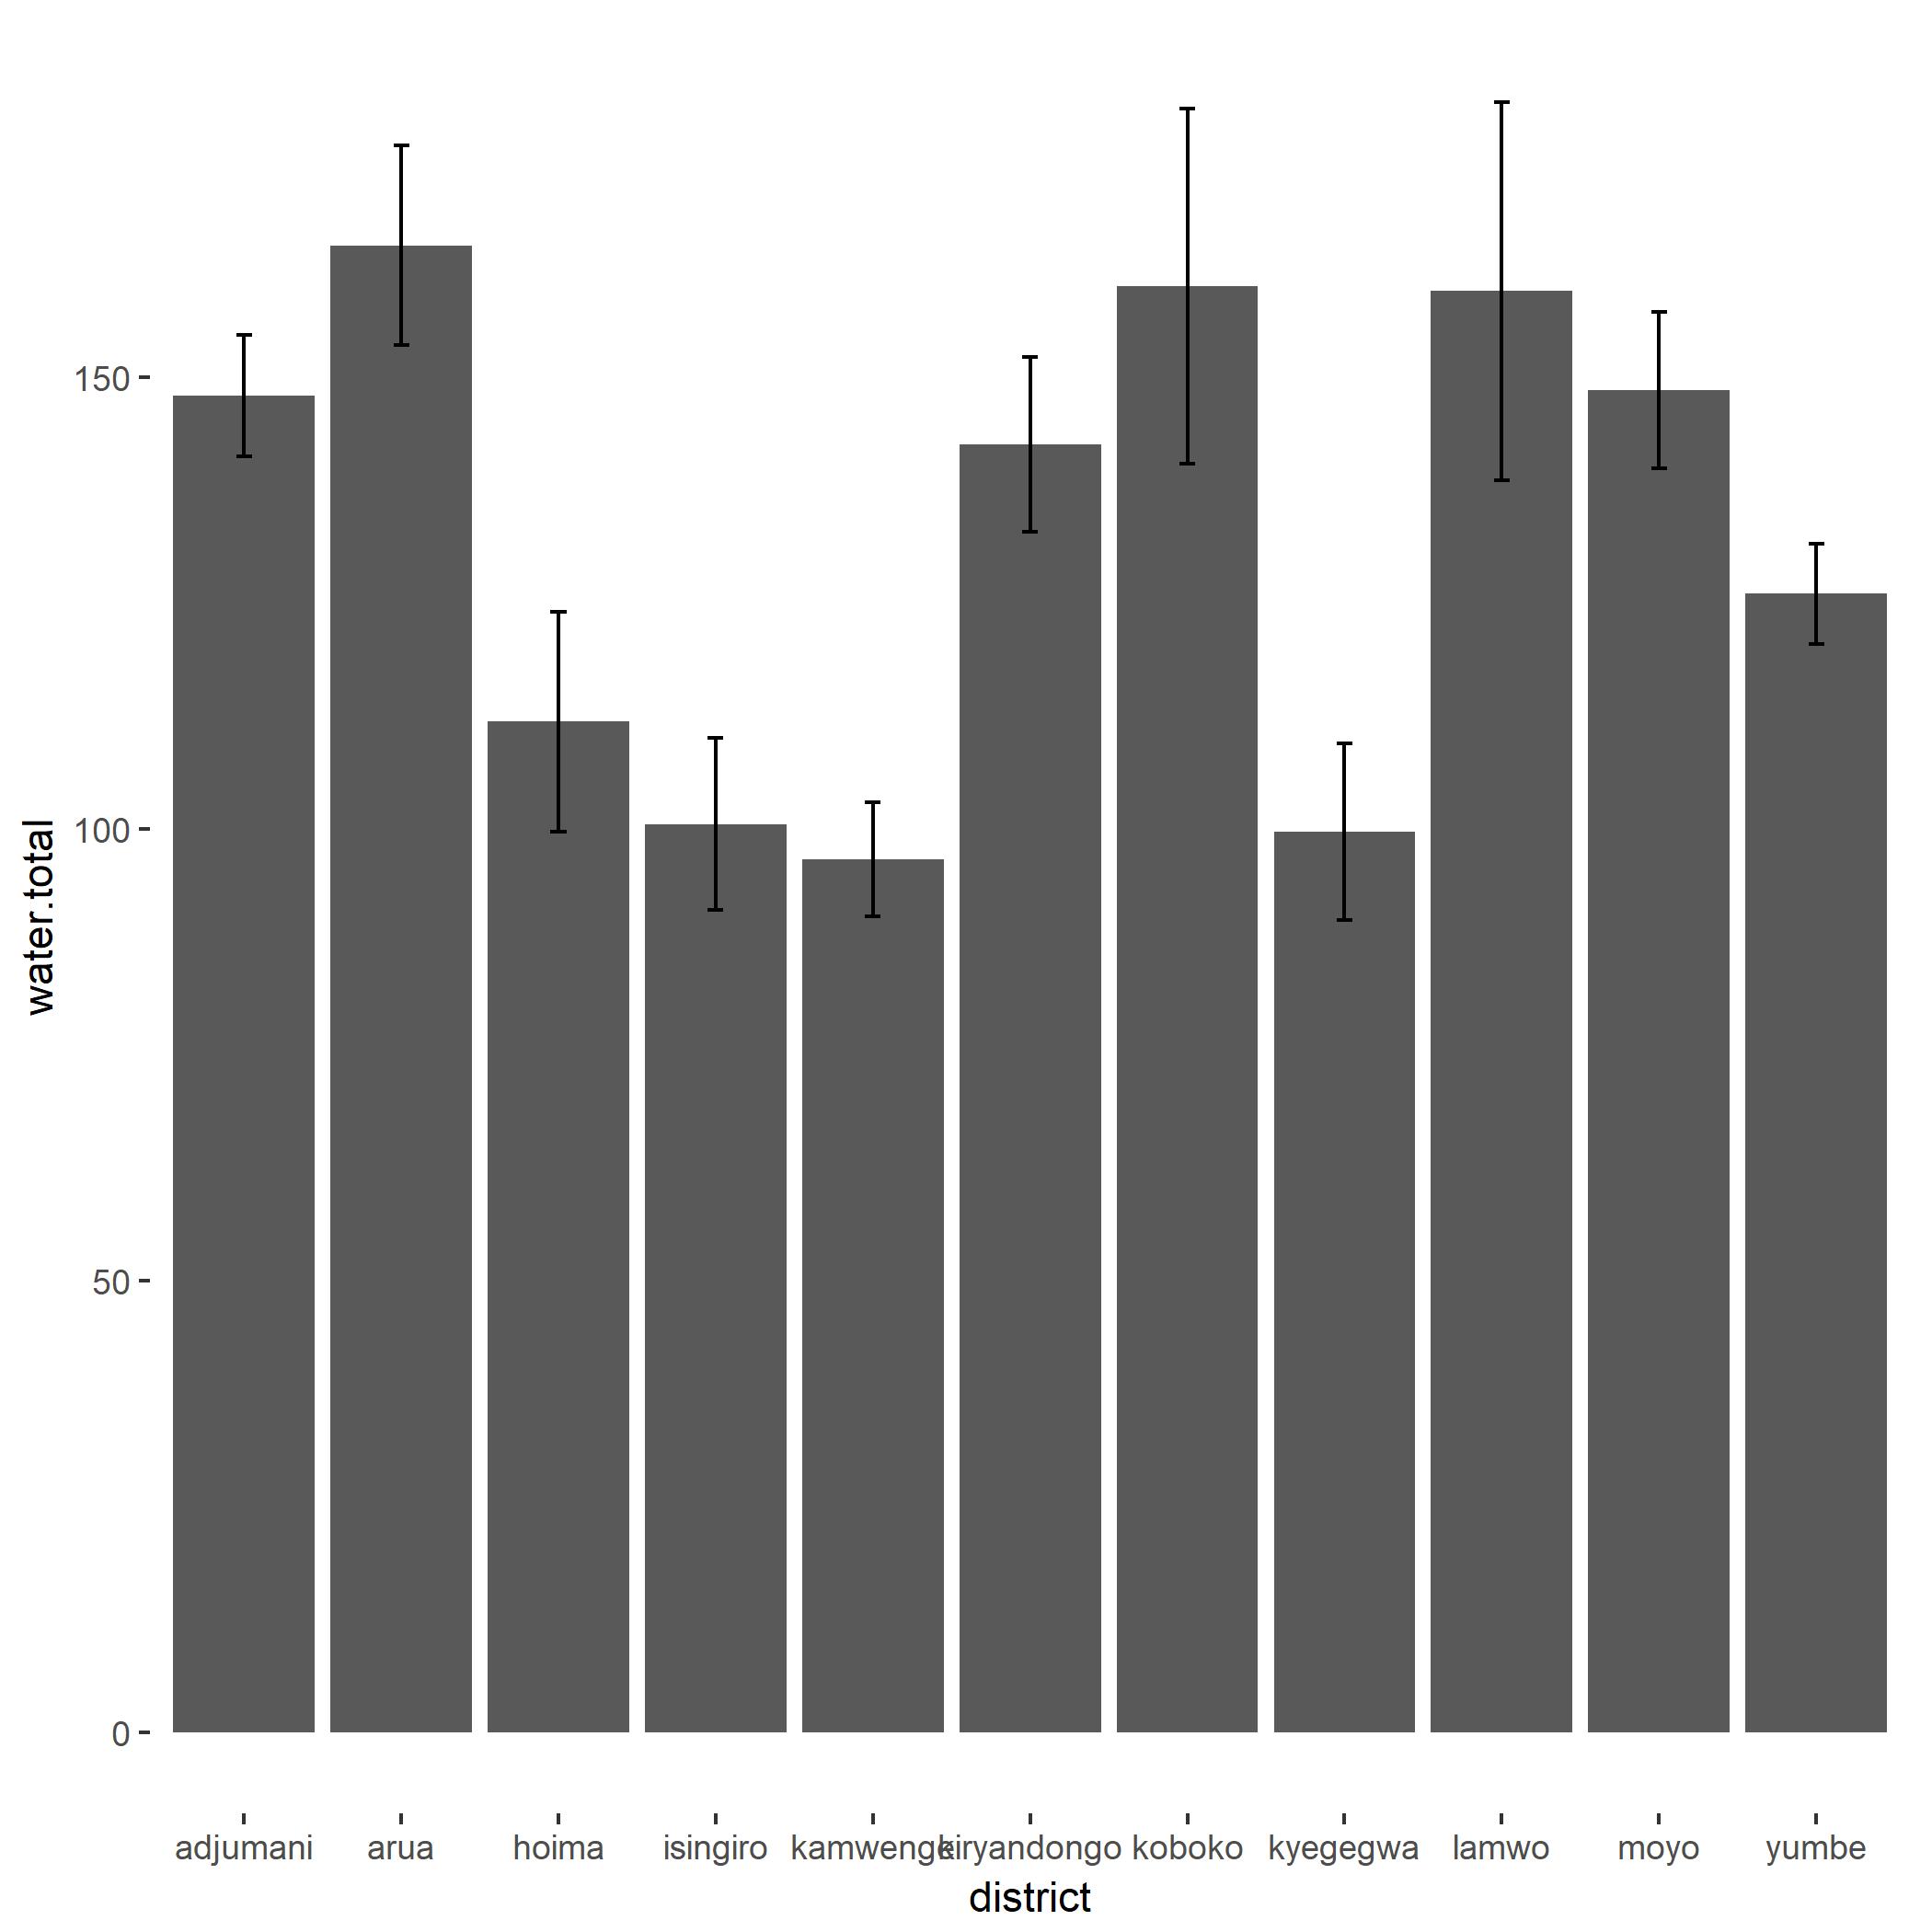 water.total
150
100
50
0
adjumani arua hoima isingiro kamwenge kiryandongo koboko kyegegwa lamwo moyo yumbe
district